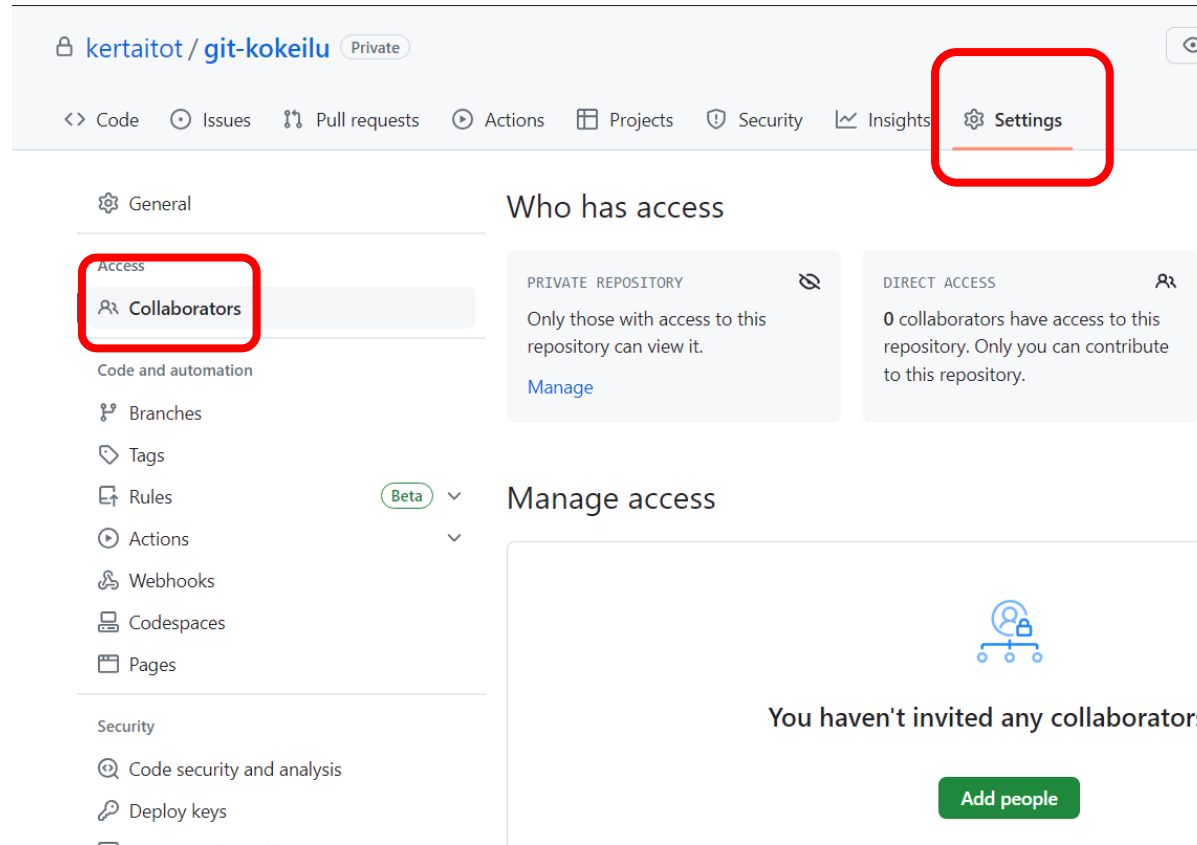 kertaitot / git-kokeilu Private
Code Issues Pull requests Actions Projects Security Insights Settings
General
Access
Collaborators
Code and automation
Branches
Tags
Rules Beta
Actions
Webhooks
Codespaces
Pages
Security
Code security and analysis
Deploy keys
Who has access
PRIVATE REPOSITORY
Only those with access to this
repository can view it.
Manage
DIRECT ACCESS
0 collaborators have access to this
repository. Only you can contribute
to this repository.
Manage access
You haven't invited any collaborator
Add people